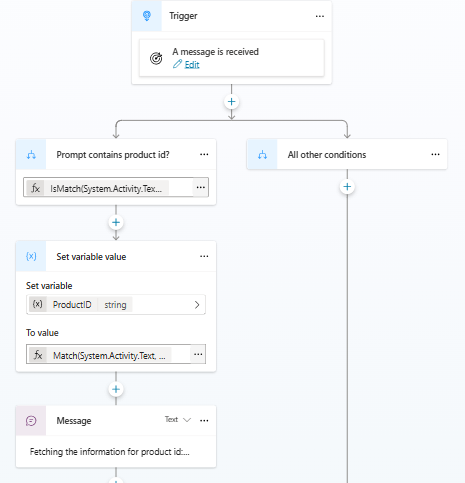 Trigger
A message is received
Edit
Prompt contains product id?
All other conditions
fx IsMatch(System.Activity.Tex...
Set variable value
Set variable
{x} ProductID string
To value
fx Match(System.Activity.Text, ...
Message
Text
Fetching the information for product id:...